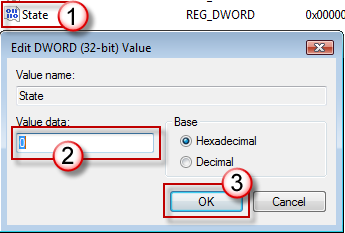 State REG_DWORD 0x00000
1
Edit DWORD (32-bit) Value
Value name:
State
Value data:
0
2
Base
Hexadecimal
Decimal
3
OK
Cancel